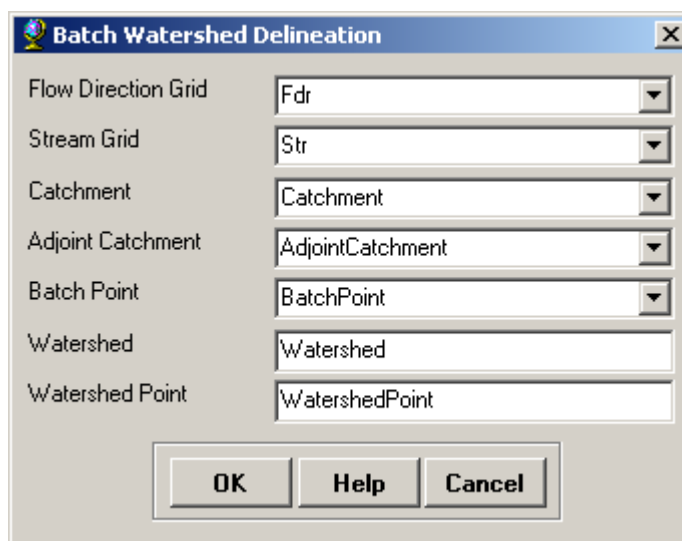 Batch Watershed Delineation
Flow Direction Grid Fdr
Stream Grid Str
Catchment Catchment
Adjoint Catchment AdjointCatchment
Batch Point BatchPoint
Watershed Watershed
Watershed Point WatershedPoint
OK Help Cancel